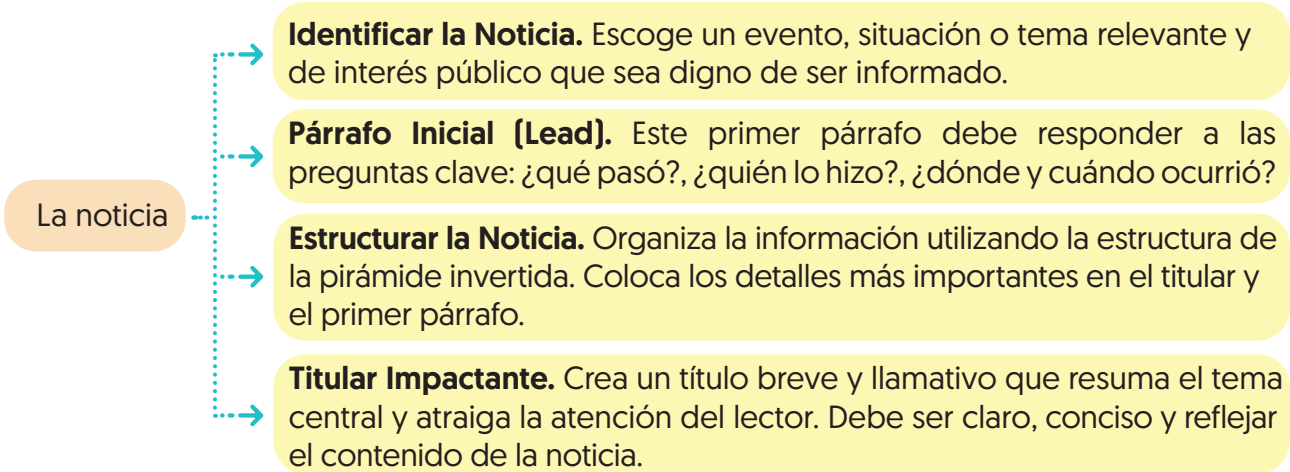 La noticia
Identificar la Noticia. Escoge un evento, situación o tema relevante y
de interés público que sea digno de ser informado.
Párrafo Inicial (Lead). Este primer párrafo debe responder a las
preguntas clave: ¿qué pasó?, ¿quién lo hizo?, ¿dónde y cuándo ocurrió?
Estructurar la Noticia. Organiza la información utilizando la estructura de
la pirámide invertida. Coloca los detalles más importantes en el titular y
el primer párrafo.
Titular Impactante. Crea un título breve y llamativo que resuma el tema
central y atraiga la atención del lector. Debe ser claro, conciso y reflejar
el contenido de la noticia.